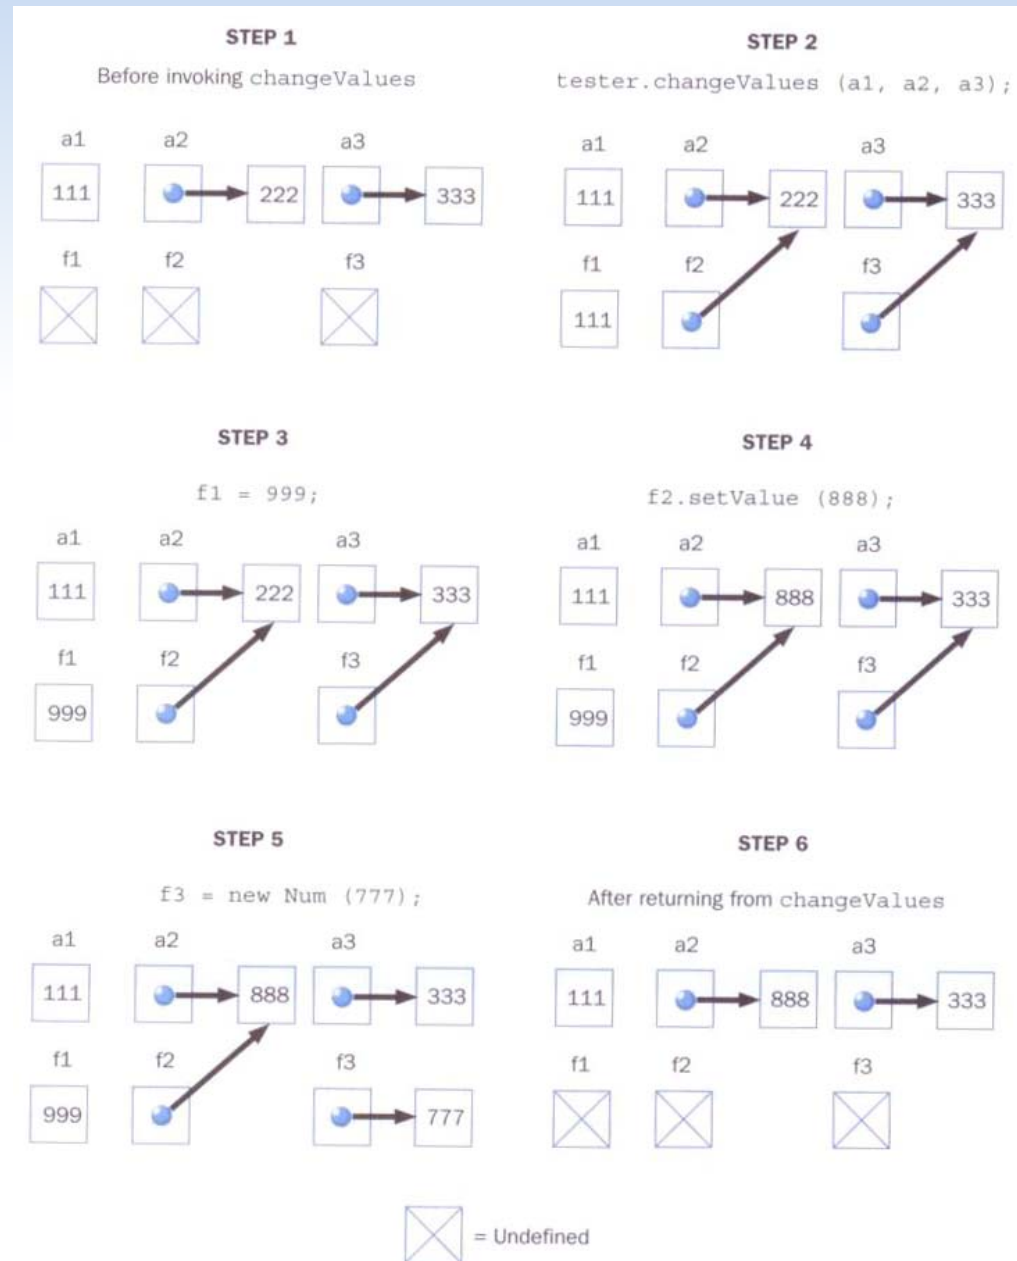 STEP 1
Before invoking changeValues
a1 a2 a3
111 222 333
f1 f2 f3
STEP 2
tester.changeValues (a1, a2, a3);
a1 a2 a3
111 222 333
f1 f2 f3
111
STEP 3
f1 = 999;
a1 a2 a3
111 222 333
f1 f2 f3
999
STEP 4
f2.setValue (888);
a1 a2 a3
111 888 333
f1 f2 f3
999
STEP 5
f3 = new Num (777);
a1 a2 a3
111 888 333
f1 f2 f3
999 777
STEP 6
After returning from changeValues
a1 a2 a3
111 888 333
f1 f2 f3
= Undefined